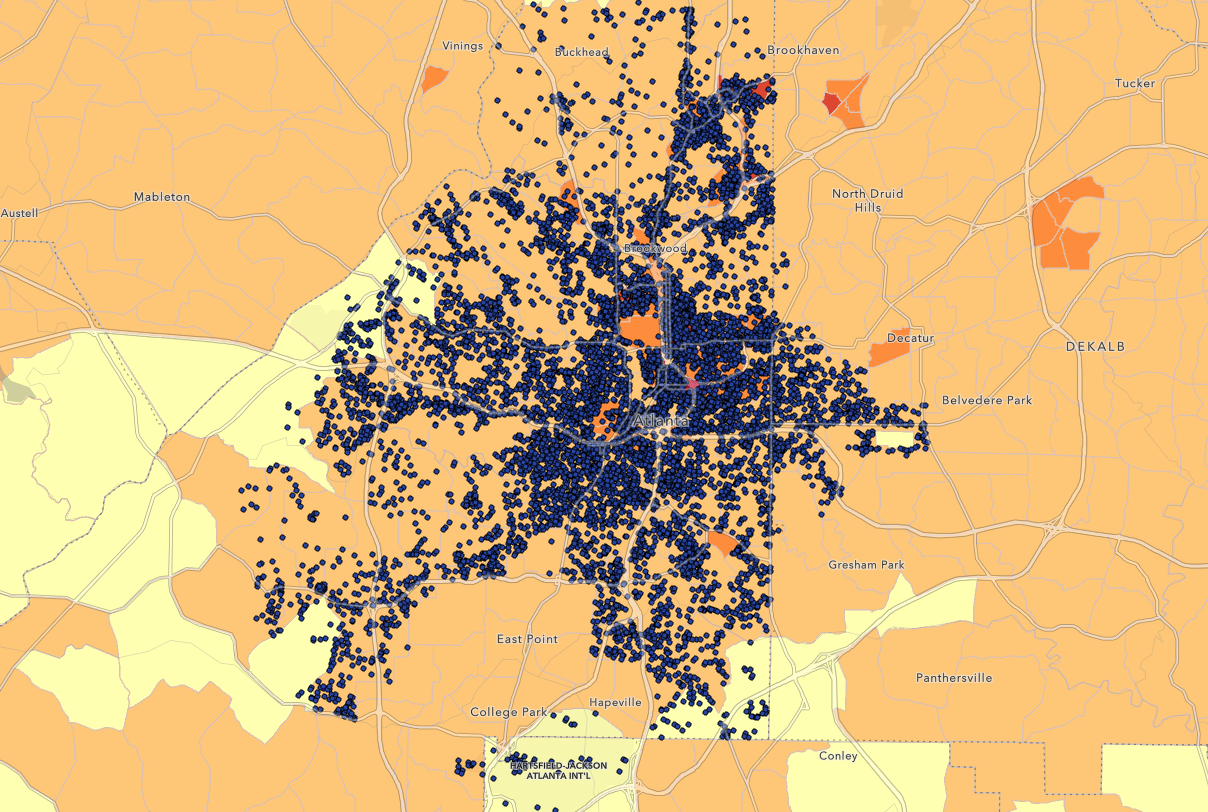 Vinings
Buckhead
Brookhaven
Tucker
Mableton
North Druid
Hills
Austell
Brookwood
Decatur
DEKALB
Belvedere Park
Atlanta
Gresham Park
East Point
Panthersville
Hapeville
College Park
Conley
HARTSFIELD-JACKSON
ATLANTA INT'L